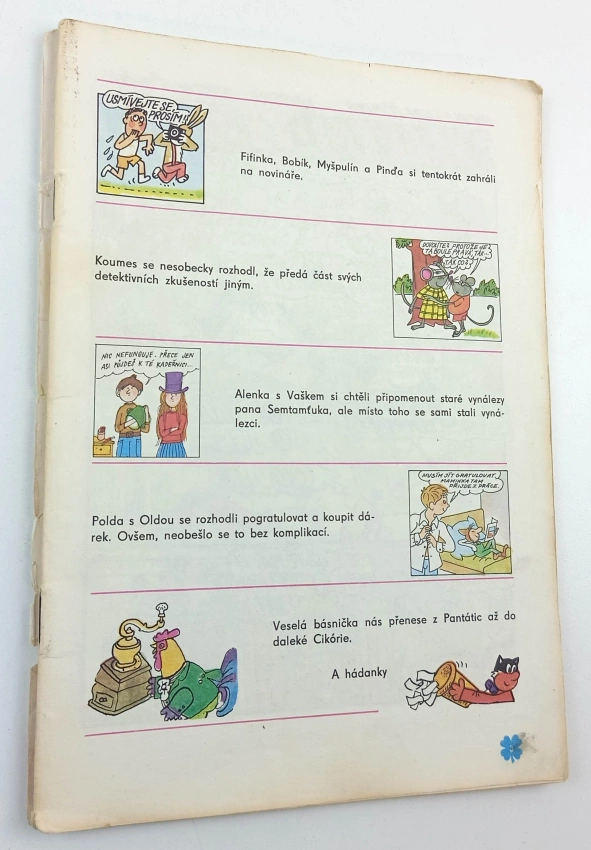 USMÍVEJTE SE,
PROSÍM!
Fifinka, Bobík, Myšpulín a Pinďa si tentokrát zahráli
na novináře.
Koumes se nesobecky rozhodl, že předá část svých
detektivních zkušeností jiným.
PROTOŽE NEŽ
TAK CO?
NIC NEFUNGUJE. PŘECE JEN
ASI PŮJDEŠ K TÉ KADEŘNICI...
Alenka s Vaškem si chtěli připomenout staré vynálezy
pana Semtamťuka, ale místo toho se sami stali vyná-
lezci.
MUSÍM JÍT GRATULOVAT,
MAMINKA TAM
PŘIJDE Z PRÁCE.
Polda s Oldou se rozhodli pogratulovat a koupit dá-
rek. Ovšem, neobešlo se to bez komplikací.
Veselá básnička nás přenese z Pantátic až do
daleké Cikórie.
A hádanky